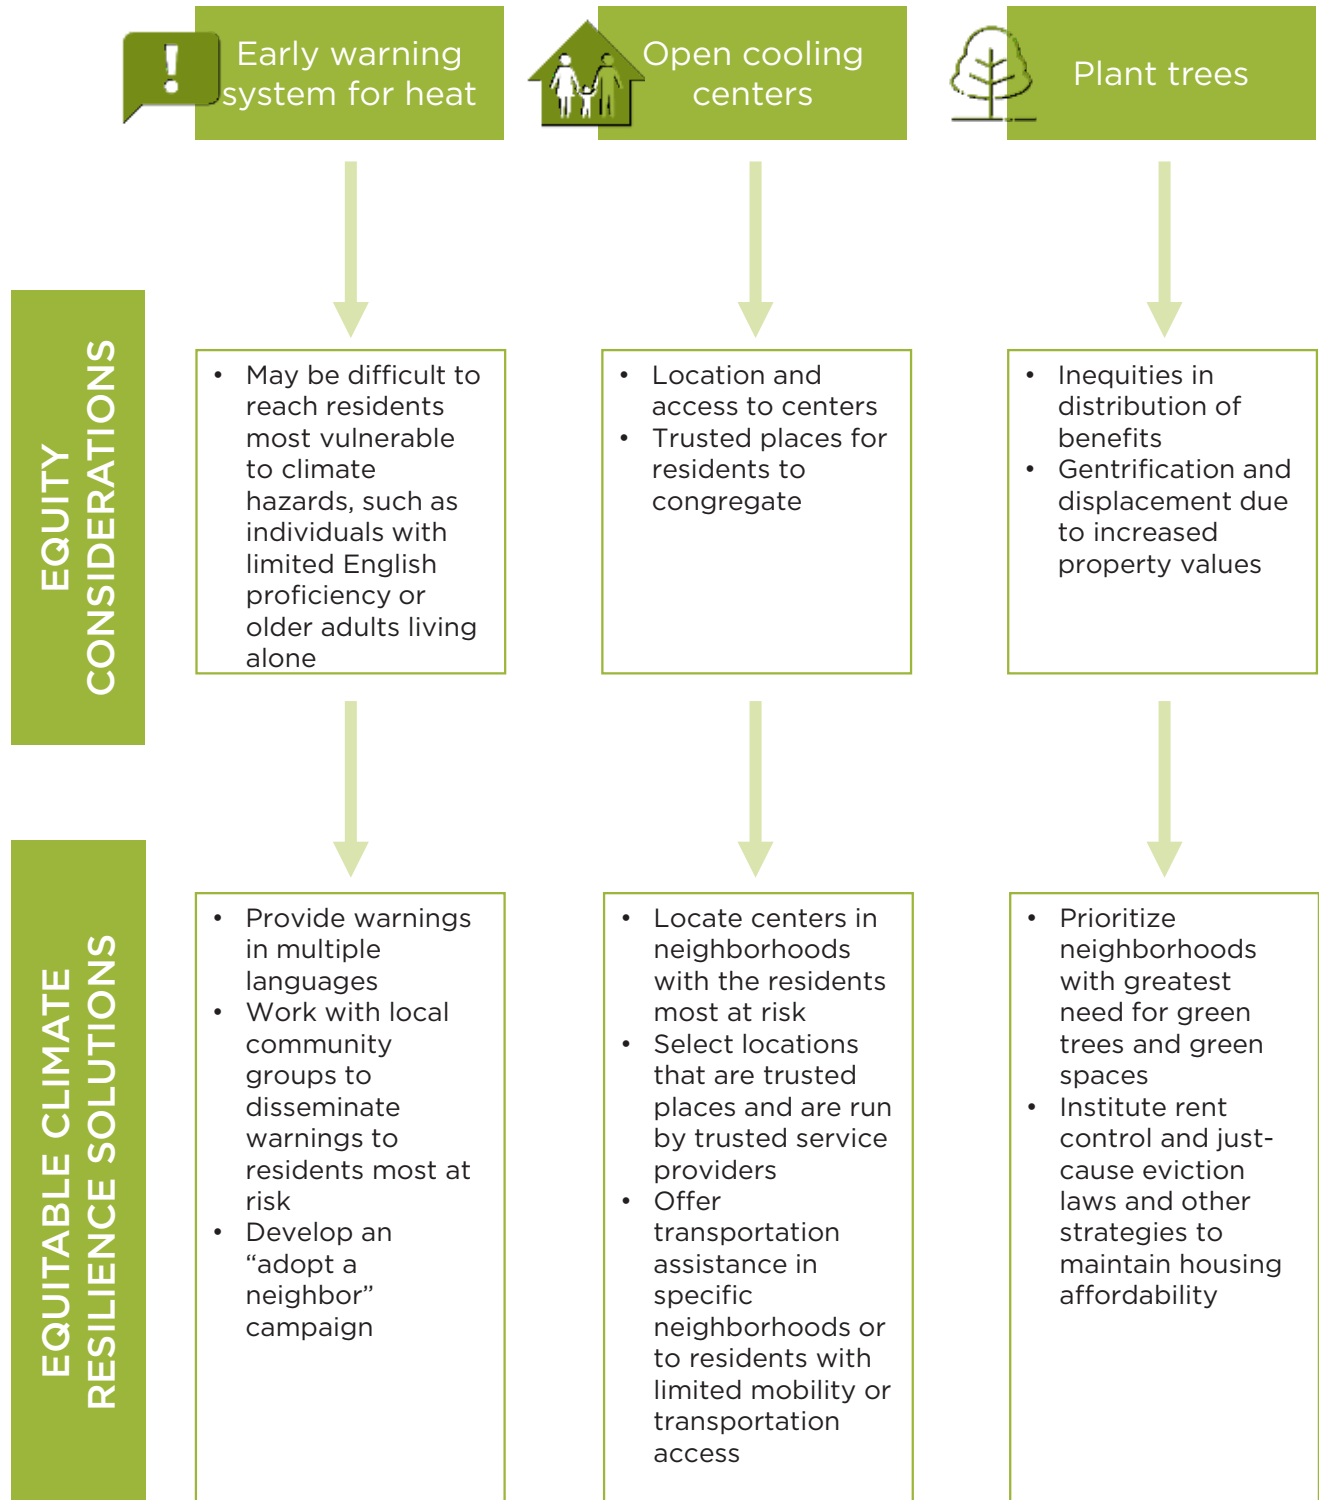 Early warning
system for heat
Open cooling
centers
Plant trees
EQUITY
CONSIDERATIONS
• May be difficult to
reach residents
most vulnerable
to climate
hazards, such as
individuals with
limited English
proficiency or
older adults living
alone
• Location and
access to centers
• Trusted places for
residents to
congregate
• Inequities in
distribution of
benefits
• Gentrification and
displacement due
to increased
property values
EQUITABLE CLIMATE
RESILIENCE SOLUTIONS
• Provide warnings
in multiple
languages
• Work with local
community
groups to
disseminate
warnings to
residents most at
risk
• Develop an
“adopt a
neighbor”
campaign
• Locate centers in
neighborhoods
with the residents
most at risk
• Select locations
that are trusted
places and are run
by trusted service
providers
• Offer
transportation
assistance in
specific
neighborhoods or
to residents with
limited mobility or
transportation
access
• Prioritize
neighborhoods
with greatest
need for green
trees and green
spaces
• Institute rent
control and just-
cause eviction
laws and other
strategies to
maintain housing
affordability